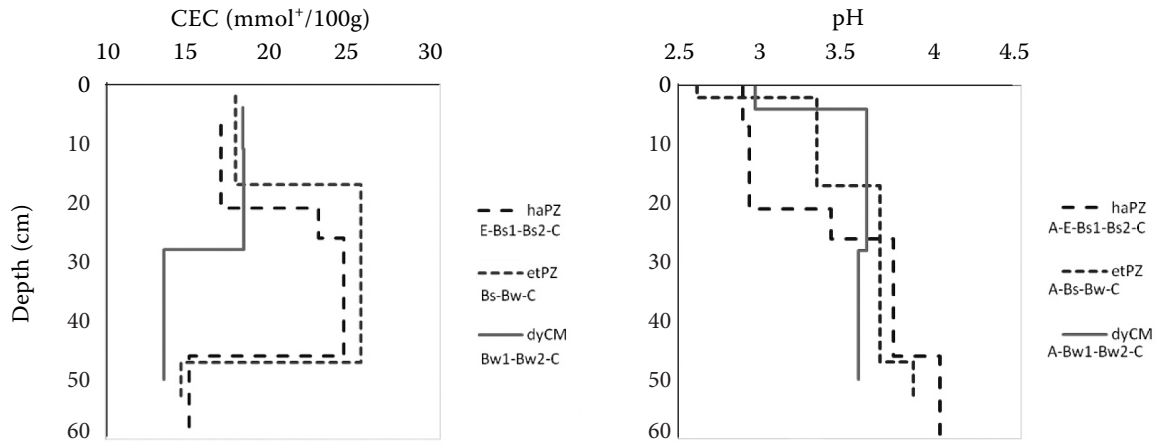 CEC (mmol⁺/100g)
10 15 20 25 30
0
10
20
30
40
50
60
Depth (cm)
haPZ
E-Bs1-Bs2-C
etPZ
Bs-Bw-C
dyCM
Bw1-Bw2-C
pH
2.5 3 3.5 4 4.5
0
10
20
30
40
50
60
haPZ
A-E-Bs1-Bs2-C
etPZ
A-Bs-Bw-C
dyCM
A-Bw1-Bw2-C